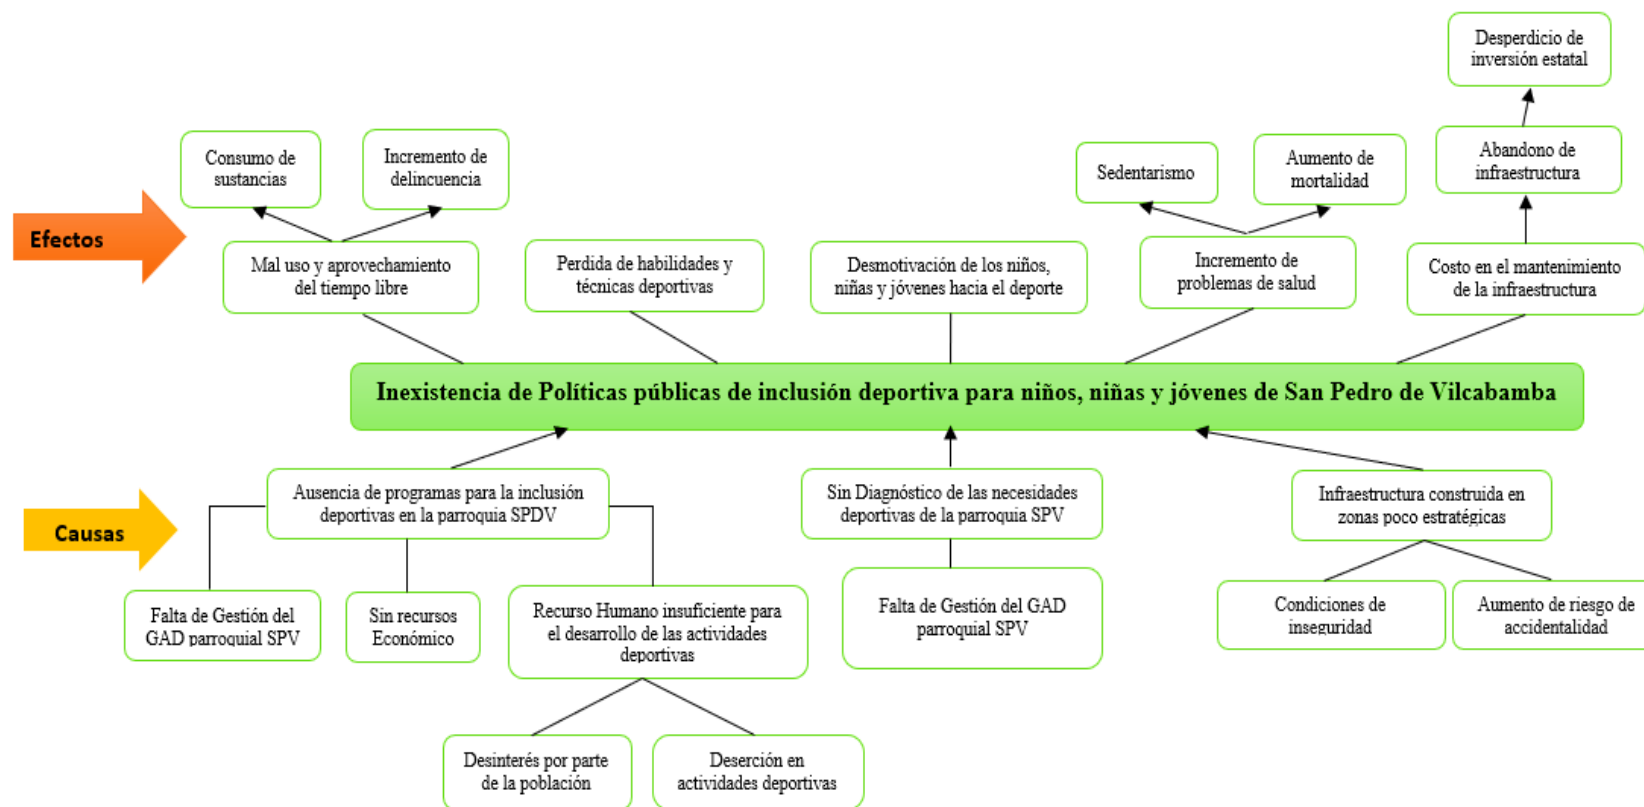 Desperdicio de
inversión estatal
Consumo de
sustancias
Incremento de
delincuencia
Sedentarismo
Aumento de
mortalidad
Abandono de
infraestructura
Efectos
Mal uso y aprovechamiento
del tiempo libre
Perdida de habilidades y
técnicas deportivas
Desmotivación de los niños,
niñas y jóvenes hacia el deporte
Incremento de
problemas de salud
Costo en el mantenimiento
de la infraestructura
Inexistencia de Políticas públicas de inclusión deportiva para niños, niñas y jóvenes de San Pedro de Vilcabamba
Causas
Ausencia de programas para la inclusión
deportivas en la parroquia SPDV
Sin Diagnóstico de las necesidades
deportivas de la parroquia SPV
Infraestructura construida en
zonas poco estratégicas
Falta de Gestión del
GAD parroquial SPV
Sin recursos
Económico
Recurso Humano insuficiente para
el desarrollo de las actividades
deportivas
Falta de Gestión del GAD
parroquial SPV
Condiciones de
inseguridad
Aumento de riesgo de
accidentalidad
Desinterés por parte
de la población
Deserción en
actividades deportivas